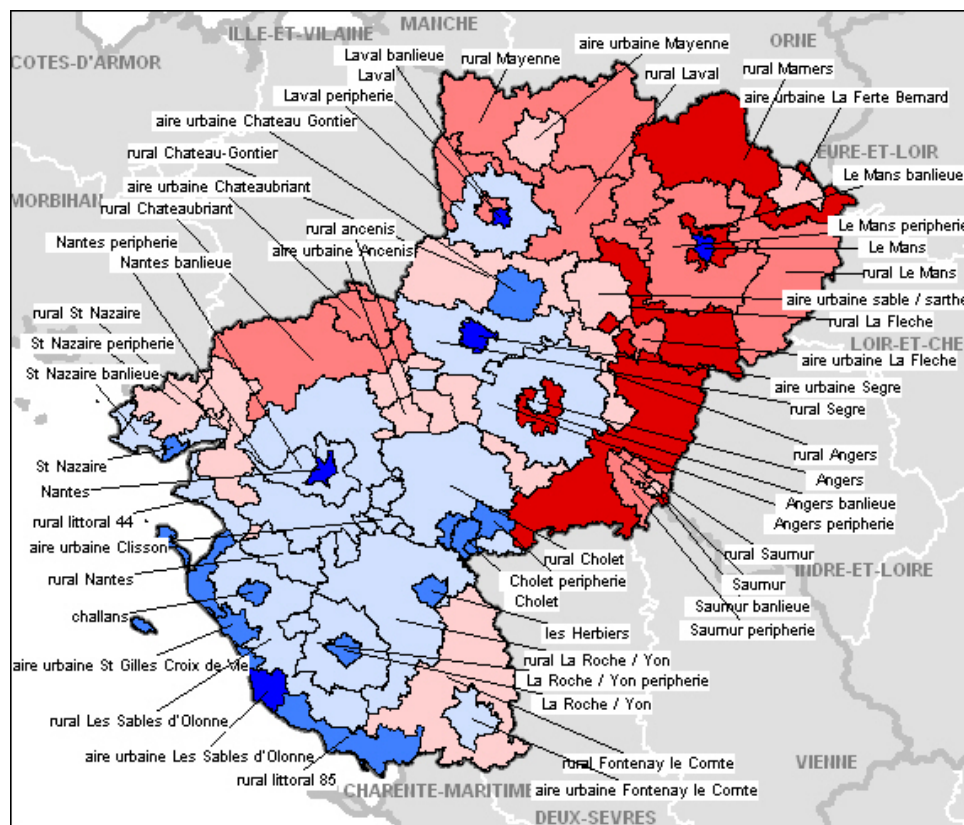 MANCHE
ILLE-ET-VILAINE
ORNE
COTES-D'ARMOR
Laval banlieue
rural Mayenne
aire urbaine Mayenne
Laval
rural Laval
Laval peripherie
rural Mamers
aire urbaine La Ferte Bernard
aire urbaine Chateau Gontier
rural Chateau-Gontier
EURE-ET-LOIR
Le Mans banlieue
aire urbaine Chateaubriant
MORBIHAN
rural Chateaubriant
rural ancenis
Le Mans peripherie
Nantes peripherie
aire urbaine Ancenis
Le Mans
Nantes banlieue
rural Le Mans
aire urbaine sable / sarthe
rural St Nazaire
rural La Fleche
St Nazaire peripherie
LOIR-ET-CHE
aire urbaine La Fleche
St Nazaire banlieue
aire urbaine Segre
rural Segre
rural Angers
St Nazaire
Angers
Nantes
Angers banlieue
rural littoral 44
Angers peripherie
aire urbaine Clisson
rural Saumur
rural Cholet
INDRE-ET-LOIRE
rural Nantes
Cholet peripherie
Saumur
Cholet
Saumur banlieue
challans
Saumur peripherie
les Herbiers
aire urbaine St Gilles Croix de Vie
rural La Roche / Yon
La Roche / Yon peripherie
La Roche / Yon
rural Les Sables d'Olonne
aire urbaine Les Sables d'Olonne
VIENNE
rural Fontenay le Comte
rural littoral 85
CHARENTE-MARITIME
aire urbaine Fontenay le Comte
DEUX-SEVRES